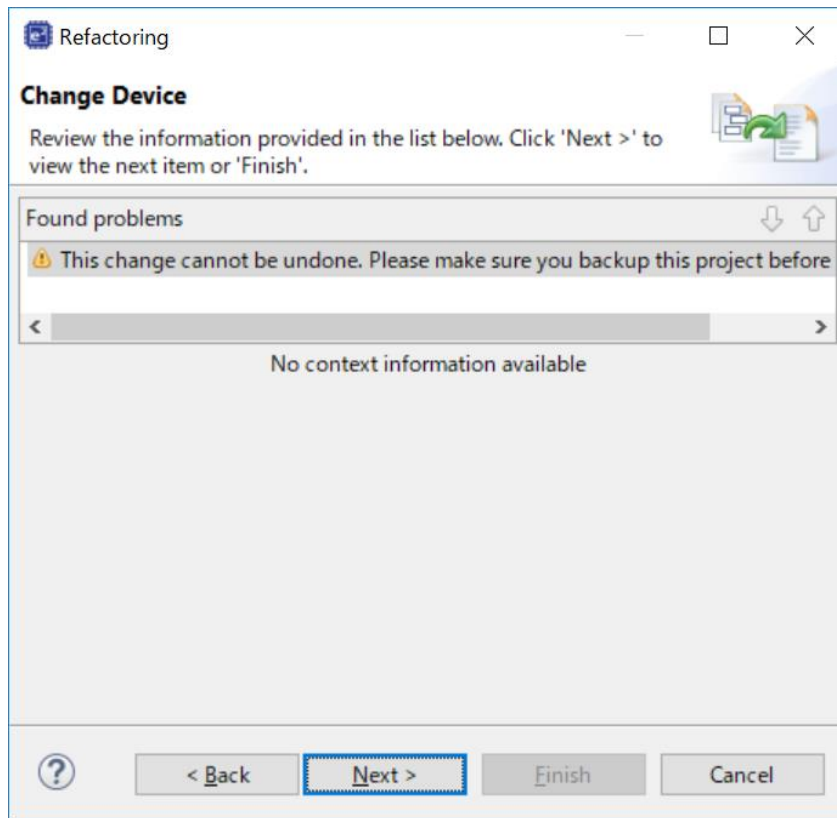 Refactoring
Change Device
Review the information provided in the list below. Click 'Next >' to
view the next item or 'Finish'.
Found problems
This change cannot be undone. Please make sure you backup this project before
No context information available
< Back
Next >
Finish
Cancel